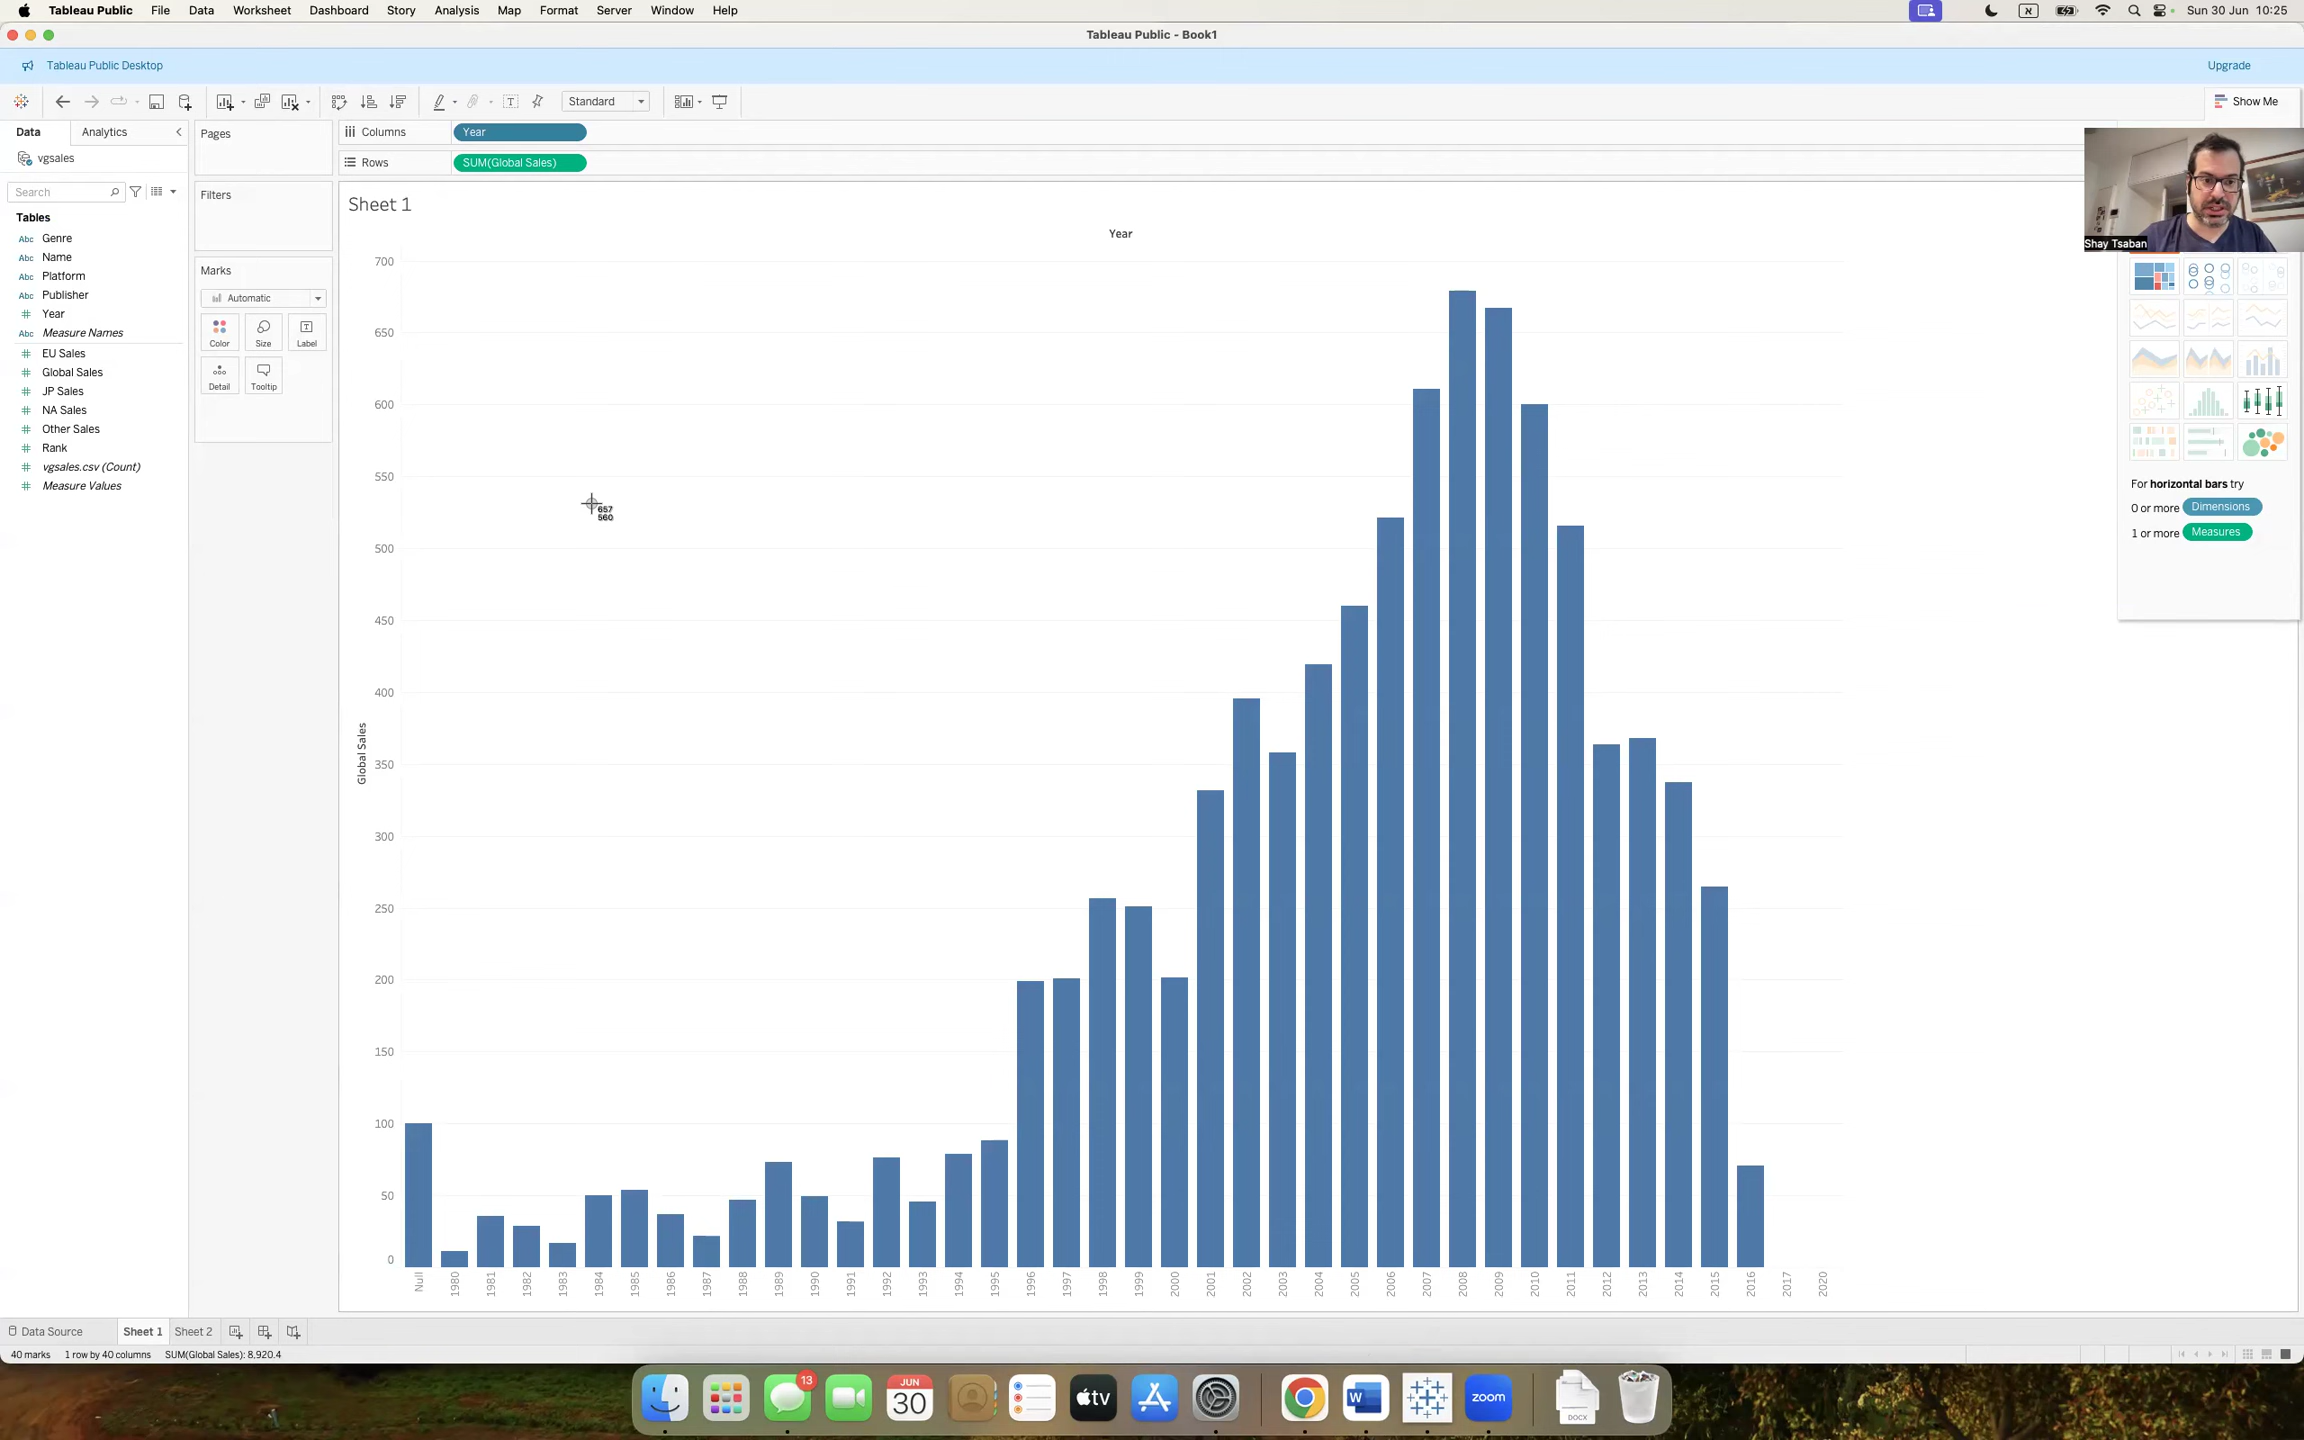 Tableau Public File Data Worksheet Dashboard Story Analysis Map Format Server Window Help Sun 30 Jun 10:25
Tableau Public - Book1
Tableau Public Desktop Upgrade
Standard Show Me
Data Analytics Pages Columns Year
vgsales Rows SUM(Global Sales)
Search Filters
Tables Sheet 1
Genre
Name
Platform
Publisher
Year
Measure Names
EU Sales
Global Sales
JP Sales
NA Sales
Other Sales
Rank
vgsales.csv (Count)
Measure Values
Marks
Automatic
Color Size Label
Detail Tooltip
Year
700
650
600
550
500
450
400
350
300
250
200
150
100
50
0
Global Sales
657
560
Null 1980 1981 1982 1983 1984 1985 1986 1987 1988 1989 1990 1991 1992 1993 1994 1995 1996 1997 1998 1999 2000 2001 2002 2003 2004 2005 2006 2007 2008 2009 2010 2011 2012 2013 2014 2015 2016 2017 2020
Shay Tsaban
For horizontal bars try
0 or more Dimensions
1 or more Measures
Data Source Sheet 1 Sheet 2
40 marks 1 row by 40 columns SUM(Global Sales): 8,920.4
13
JUN
30
tv
W
zoom
DOCX